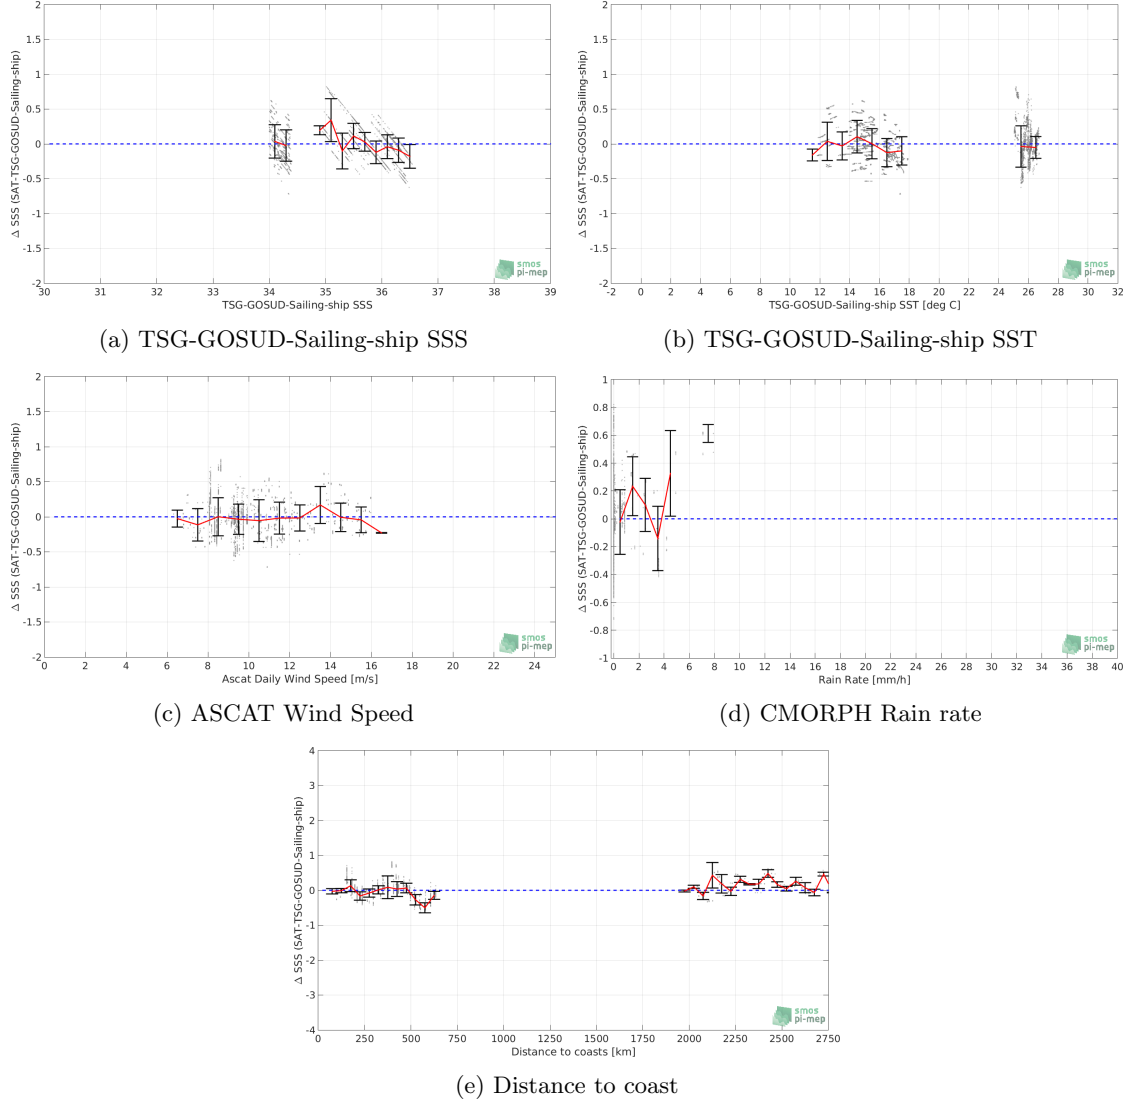 2
1.5
1
0.5
0
-0.5
-1
-1.5
-2
Δ SSS (SAT-TSG-GOSUD-Sailing-ship)
30 31 32 33 34 35 36 37 38 39
TSG-GOSUD-Sailing-ship SSS
smos
pi-mep
(a) TSG-GOSUD-Sailing-ship SSS
2
1.5
1
0.5
0
-0.5
-1
-1.5
-2
Δ SSS (SAT-TSG-GOSUD-Sailing-ship)
-2 0 2 4 6 8 10 12 14 16 18 20 22 24 26 28 30 32
TSG-GOSUD-Sailing-ship SST [deg C]
smos
pi-mep
(b) TSG-GOSUD-Sailing-ship SST
2
1.5
1
0.5
0
-0.5
-1
-1.5
-2
Δ SSS (SAT-TSG-GOSUD-Sailing-ship)
0 2 4 6 8 10 12 14 16 18 20 22 24
Ascat Daily Wind Speed [m/s]
smos
pi-mep
(c) ASCAT Wind Speed
1
0.8
0.6
0.4
0.2
0
-0.2
-0.4
-0.6
-0.8
-1
Δ SSS (SAT-TSG-GOSUD-Sailing-ship)
0 2 4 6 8 10 12 14 16 18 20 22 24 26 28 30 32 34 36 38 40
Rain Rate [mm/h]
smos
pi-mep
(d) CMORPH Rain rate
4
3
2
1
0
-1
-2
-3
-4
Δ SSS (SAT-TSG-GOSUD-Sailing-ship)
0 250 500 750 1000 1250 1500 1750 2000 2250 2500 2750
Distance to coasts [km]
smos
pi-mep
(e) Distance to coast